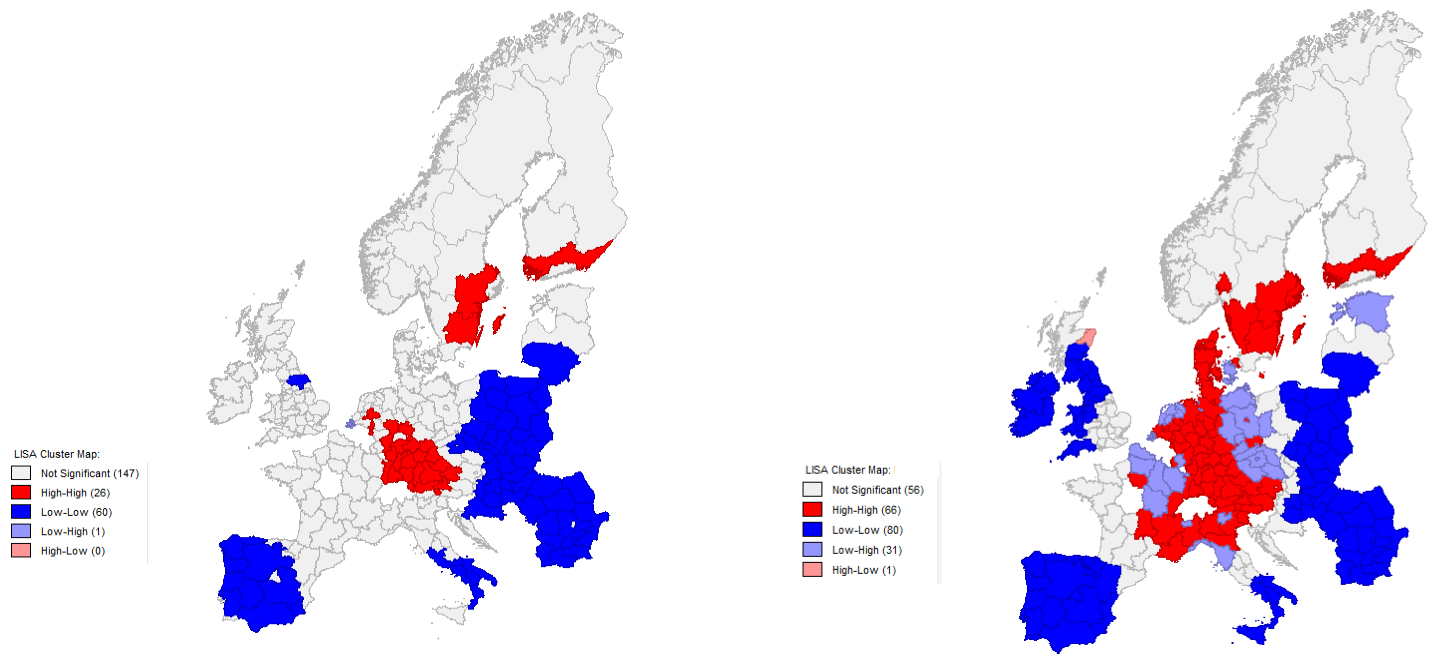 LISA Cluster Map:
Not Significant (147)
High-High (26)
Low-Low (60)
Low-High (1)
High-Low (0)
LISA Cluster Map:
Not Significant (56)
High-High (66)
Low-Low (80)
Low-High (31)
High-Low (1)